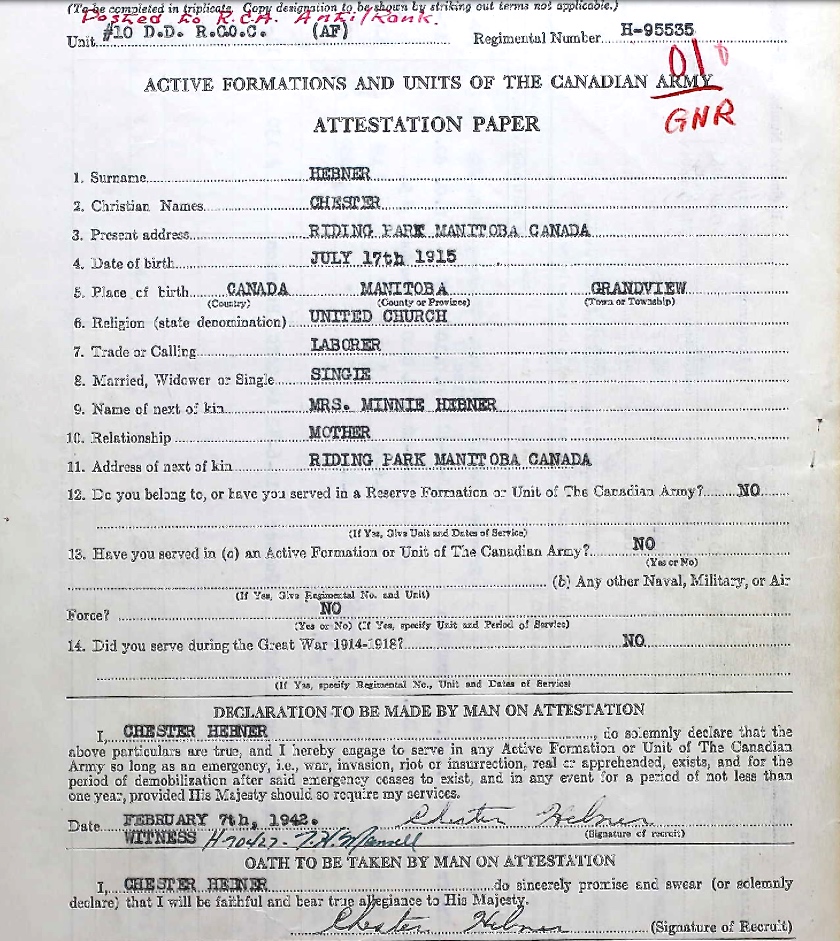 (To be completed in triplicate. Copy designation to be shown by striking out terms not applicable.)
Posted to R.C.A. Anti/tank.
Unit #10 D.D. R.C.O.C. (AF) Regimental Number H-95535
ACTIVE FORMATIONS AND UNITS OF THE CANADIAN ARMY
GNR
ATTESTATION PAPER
1. Surname HEBNER
2. Christian Names CHESTER
3. Present address RIDING PARK MANITOBA CANADA
4. Date of birth JULY 17th 1915
5. Place of birth CANADA MANITOBA GRANDVIEW
(Country) (County or Province) (Town or Township)
6. Religion (state denomination) UNITED CHURCH
7. Trade or Calling LABORER
8. Married, Widower or Single SINGlE
9. Name of next of kin MRS. MINNIE HEBNER
10. Relationship MOTHER
11. Address of next of kin RIDING PARK MANITOBA CANADA
12. Do you belong to, or have you served in a Reserve Formation or Unit of The Canadian Army? NO
(If Yes, Give Unit and Dates of Service)
13. Have you served in (a) an Active Formation or Unit of The Canadian Army? NO
(Yes or No)
(b) Any other Naval, Military, or Air
(If Yes, Give Regimental No. and Unit)
Force? NO
(Yes or No) (If Yes, specify Unit and Period of Service)
14. Did you serve during the Great War 1914-1918? NO
(If Yes, specify Regimental No., Unit and Dates of Service)
DECLARATION TO BE MADE BY MAN ON ATTESTATION
I, CHESTER HEBNER, do solemnly declare that the
above particulars are true, and I hereby engage to serve in any Active Formation or Unit of The Canadian
Army so long as an emergency, i.e., war, invasion, riot or insurrection, real or apprehended, exists, and for the
period of demobilization after said emergency ceases to exist, and in any event for a period of not less than
one year, provided His Majesty should so require my services.
Date FEBRUARY 7th, 1942. Chester Hebner
(Signature of recruit)
WITNESS H-70427-
OATH TO BE TAKEN BY MAN ON ATTESTATION
I, CHESTER HEBNER do sincerely promise and swear (or solemnly
declare) that I will be faithful and bear true allegiance to His Majesty.
Chester Hebner (Signature of Recruit)